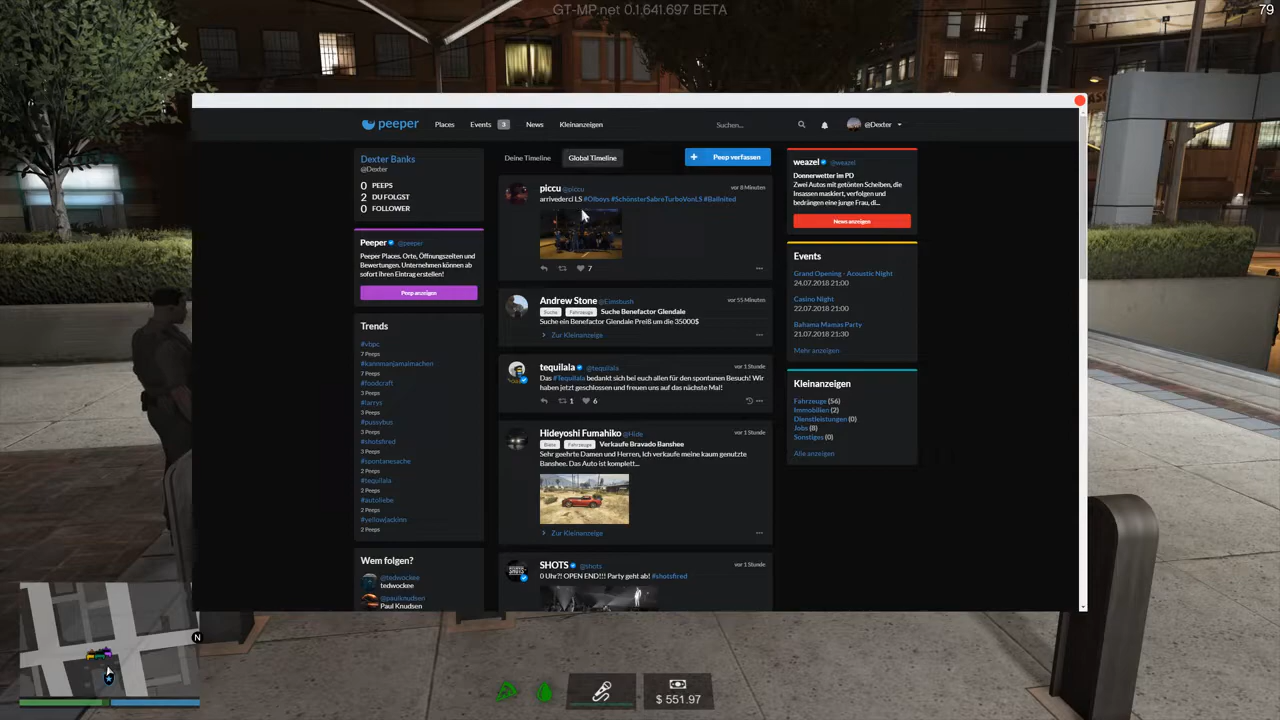 GT-MP.net 0.1.641.697 BETA
79
peeper Places Events 3 News Kleinanzeigen Suchen... @Dexter
Dexter Banks
@Dexter
0 PEEPS
2 DU FOLGST
0 FOLLOWER
Peeper @peeper
Peeper Places. Orte, Öffnungszeiten und
Bewertungen. Unternehmen können ab
sofort ihren Eintrag erstellen!
Peep anzeigen
Trends
#vbpc
7 Peeps
#kannmanjamalmachen
7 Peeps
#foodcraft
3 Peeps
#larrys
3 Peeps
#pussybus
3 Peeps
#shotsfired
3 Peeps
#spontanesache
2 Peeps
#tequilala
2 Peeps
#autoliebe
2 Peeps
#yellowjackinn
2 Peeps
Wem folgen?
@tedwockee
tedwockee
@paulknudsen
Paul Knudsen
Deine Timeline Global Timeline + Peep verfassen
piccu @piccu vor 8 Minuten
arrivederci LS #Olboys #SchönsterSabreTurboVonLS #Ballnited
7
Andrew Stone @Eimsbush vor 55 Minuten
Suche Fahrzeuge Suche Benefactor Glendale
Suche ein Benefactor Glendale Preiß um die 35000$
> Zur Kleinanzeige
tequilala @tequilala vor 1 Stunde
Das #Tequilala bedankt sich bei euch allen für den spontanen Besuch! Wir
haben jetzt geschlossen und freuen uns auf das nächste Mal!
1 6
Hideyoshi Fumahiko @Hide vor 1 Stunde
Biete Fahrzeuge Verkaufe Bravado Banshee
Sehr geehrte Damen und Herren, Ich verkaufe meine kaum genutzte
Banshee. Das Auto ist komplett...
> Zur Kleinanzeige
SHOTS @shots vor 1 Stunde
0 Uhr?! OPEN END!!! Party geht ab! #shotsfired
weazel @weazel
Donnerwetter im PD
Zwei Autos mit getönten Scheiben, die
Insassen maskiert, verfolgen und
bedrängen eine junge Frau, di...
News anzeigen
Events
Grand Opening - Acoustic Night
24.07.2018 21:00
Casino Night
22.07.2018 21:00
Bahama Mamas Party
21.07.2018 21:30
Mehr anzeigen
Kleinanzeigen
Fahrzeuge (56)
Immobilien (2)
Dienstleistungen (0)
Jobs (8)
Sonstiges (0)
Alle anzeigen
N
$ 551.97